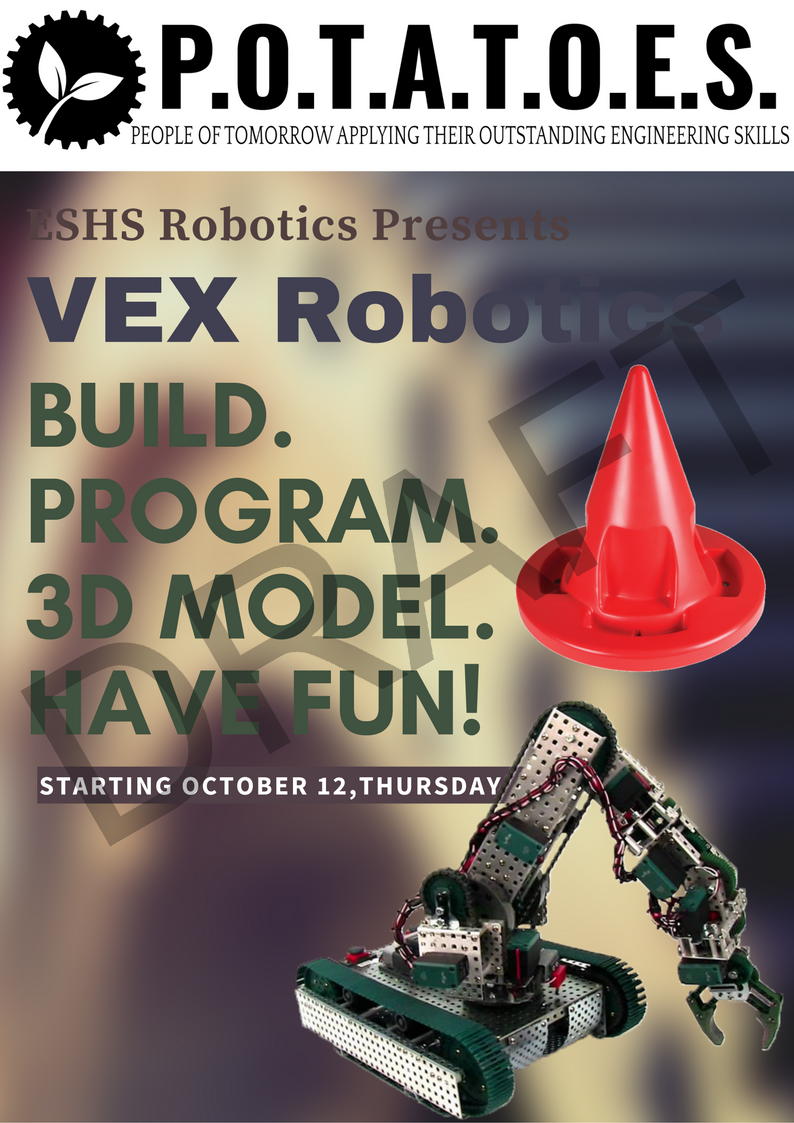 P.O.T.A.T.O.E.S.
PEOPLE OF TOMORROW APPLYING THEIR OUTSTANDING ENGINEERING SKILLS
ESHS Robotics Presents
VEX Robotics
BUILD.
PROGRAM.
3D MODEL.
HAVE FUN!
STARTING OCTOBER 12,THURSDAY
DRAFT